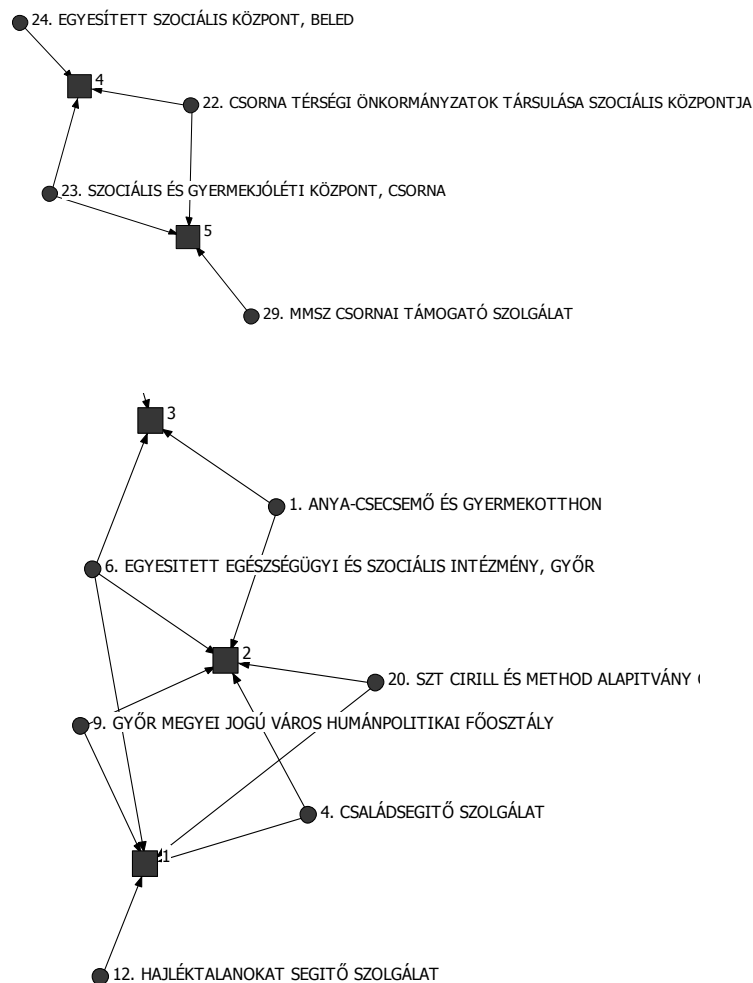 24. EGYESÍTETT SZOCIÁLIS KÖZPONT, BELED
4
22. CSORNA TÉRSÉGI ÖNKORMÁNYZATOK TÁRSULÁSA SZOCIÁLIS KÖZPONTJA
23. SZOCIÁLIS ÉS GYERMEKJÓLÉTI KÖZPONT, CSORNA
5
29. MMSZ CSORNAI TÁMOGATÓ SZOLGÁLAT
3
1. ANYA-CSECSEMŐ ÉS GYERMEKOTTHON
6. EGYESITETT EGÉSZSÉGÜGYI ÉS SZOCIÁLIS INTÉZMÉNY, GYŐR
2
20. SZT CIRILL ÉS METHOD ALAPITVÁNY
9. GYŐR MEGYEI JOGÚ VÁROS HUMÁNPOLITIKAI FŐOSZTÁLY
4. CSALÁDSEGITŐ SZOLGÁLAT
1
12. HAJLÉKTALANOKAT SEGITŐ SZOLGÁLAT